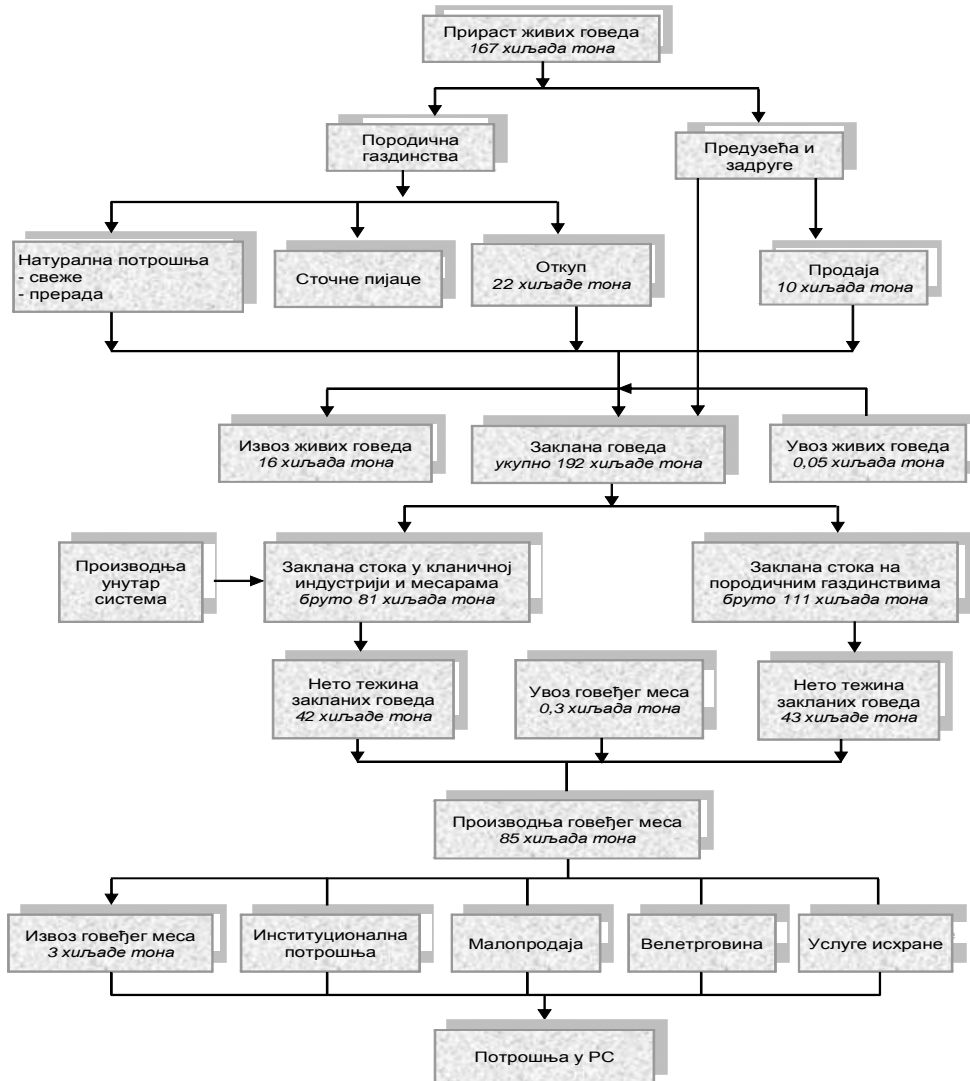 Прираст живих говеда
167 хиљада тона
Породична
газдинства
Предузећа и
задруге
Натурална потрошња
- свеже
- прерада
Сточне пијаце
Откуп
22 хиљаде тона
Продаја
10 хиљада тона
Извоз живих говеда
16 хиљада тона
Заклана говеда
укупно 192 хиљаде тона
Увоз живих говеда
0,05 хиљада тона
Производња
унутар
система
Заклана стока у кланичној
индустрији и месарама
бруто 81 хиљада тона
Заклана стока на
породичним газдинствима
бруто 111 хиљада тона
Нето тежина
закланих говеда
42 хиљаде тона
Увоз говеђег меса
0,3 хиљада тона
Нето тежина
закланих говеда
43 хиљаде тона
Производња говеђег меса
85 хиљада тона
Извоз говеђег меса
3 хиљаде тона
Институционална
потрошња
Малопродаја
Велетрговина
Услуге исхране
Потрошња у РС